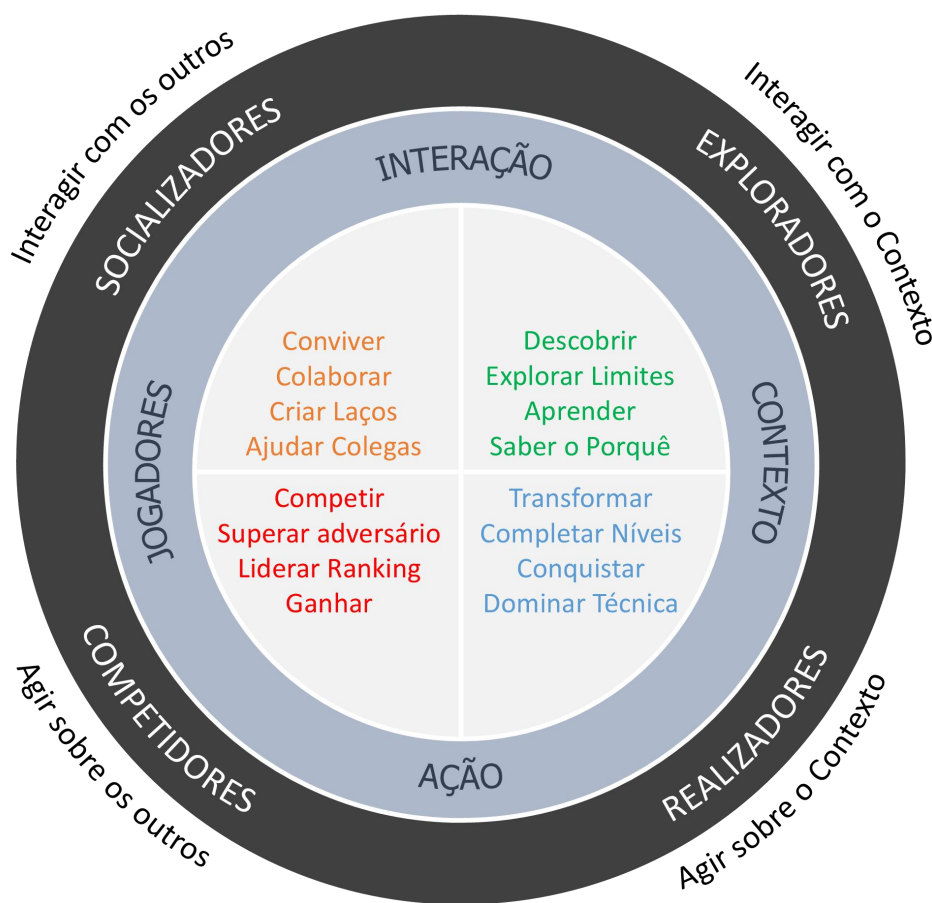 Interagir com os outros
Interagir com o Contexto
SOCIALIZADORES
EXPLORADORES
INTERAÇÃO
JOGADORES
CONTEXTO
Conviver
Colaborar
Criar Laços
Ajudar Colegas
Descobrir
Explorar Limites
Aprender
Saber o Porquê
Competir
Superar adversário
Liderar Ranking
Ganhar
Transformar
Completar Níveis
Conquistar
Dominar Técnica
AÇÃO
COMPETIDORES
REALIZADORES
Agir sobre os outros
Agir sobre o Contexto